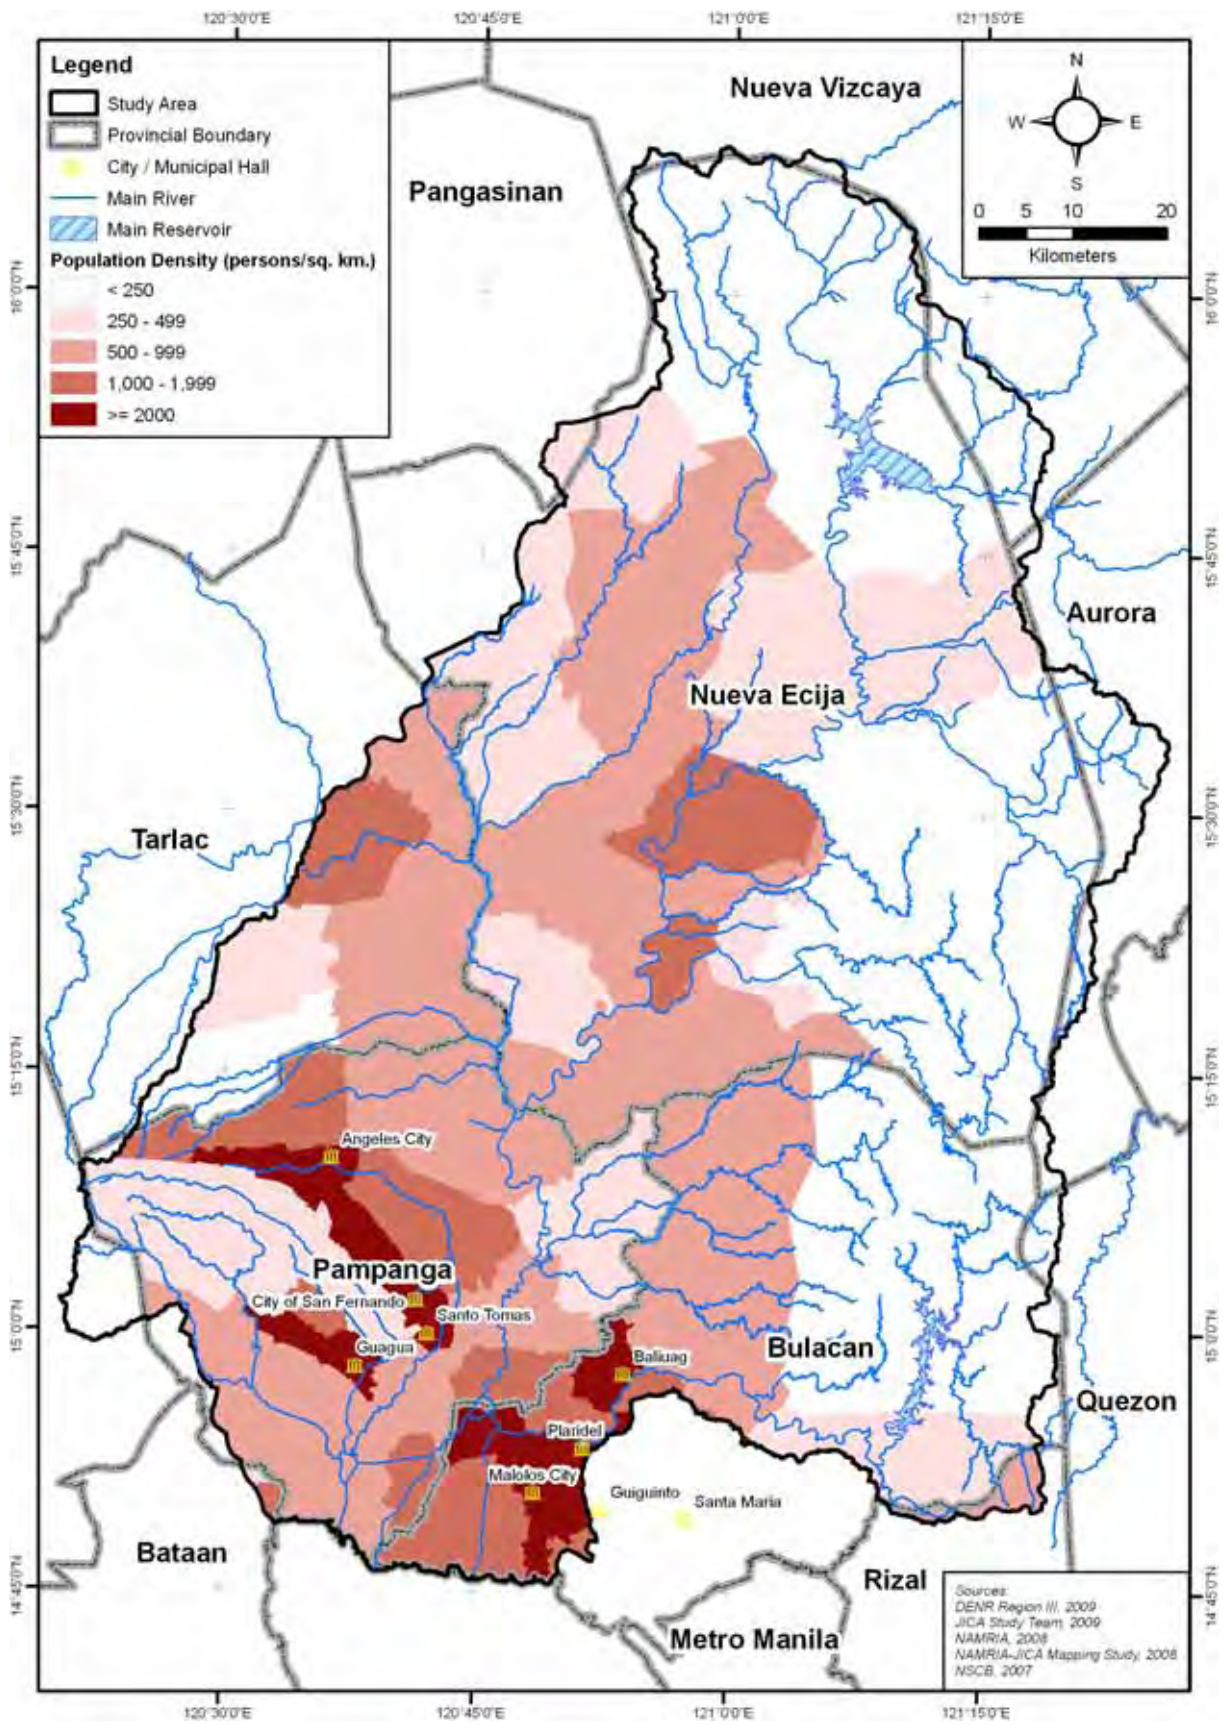 120°30'0"E
120°45'0"E
121°0'0"E
121°15'0"E
Legend
Study Area
Provincial Boundary
City / Municipal Hall
Main River
Main Reservoir
Population Density (persons/sq. km.)
< 250
250 - 499
500 - 999
1,000 - 1,999
>= 2000
N
W
E
S
0 5 10 20
Kilometers
Nueva Vizcaya
Pangasinan
16°0'0"N
16°0'0"N
15°45'0"N
15°45'0"N
Aurora
Nueva Ecija
15°30'0"N
15°30'0"N
Tarlac
15°15'0"N
15°15'0"N
Angeles City
Pampanga
City of San Fernando
Santo Tomas
15°0'0"N
15°0'0"N
Guagua
Baliuag
Bulacan
Quezon
Plaridel
Malolos City
Guiguinto
Santa Maria
Bataan
Rizal
14°45'0"N
14°45'0"N
Metro Manila
Sources:
DENR Region III, 2009
JICA Study Team, 2009
NAMRIA, 2008
NAMRIA-JICA Mapping Study, 2008
NSCB, 2007
120°30'0"E
120°45'0"E
121°0'0"E
121°15'0"E